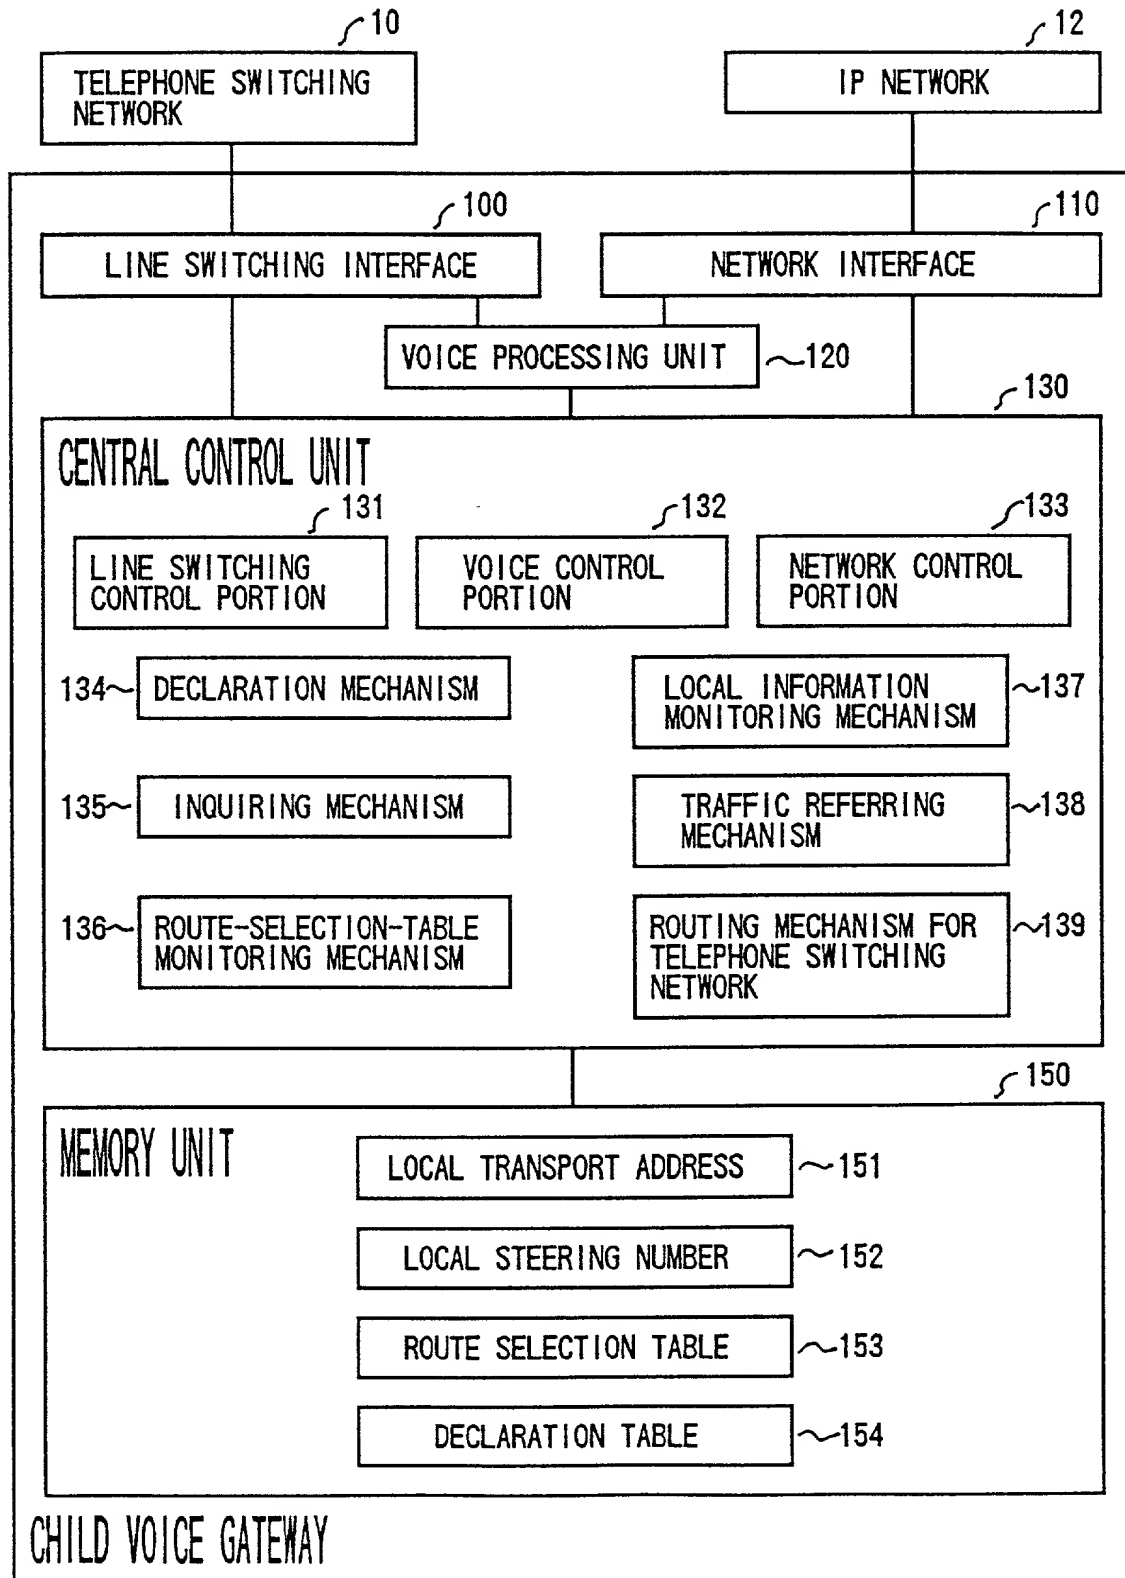 10
TELEPHONE SWITCHING
NETWORK
12
IP NETWORK
100
LINE SWITCHING INTERFACE
110
NETWORK INTERFACE
VOICE PROCESSING UNIT
120
130
CENTRAL CONTROL UNIT
131
LINE SWITCHING
CONTROL PORTION
132
VOICE CONTROL
PORTION
133
NETWORK CONTROL
PORTION
134
DECLARATION MECHANISM
LOCAL INFORMATION
MONITORING MECHANISM
137
135
INQUIRING MECHANISM
TRAFFIC REFERRING
MECHANISM
138
136
ROUTE-SELECTION-TABLE
MONITORING MECHANISM
ROUTING MECHANISM FOR
TELEPHONE SWITCHING
NETWORK
139
150
MEMORY UNIT
LOCAL TRANSPORT ADDRESS
151
LOCAL STEERING NUMBER
152
ROUTE SELECTION TABLE
153
DECLARATION TABLE
154
CHILD VOICE GATEWAY